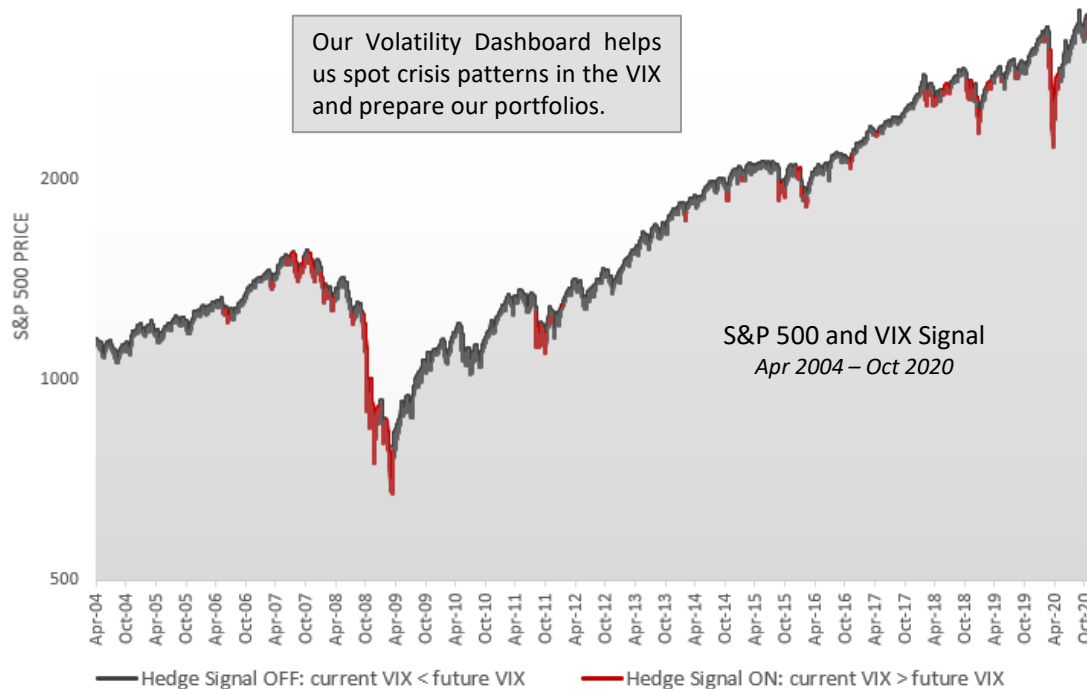 Our Volatility Dashboard helps
us spot crisis patterns in the VIX
and prepare our portfolios.
S&P 500 PRICE
2000
1000
500
S&P 500 and VIX Signal
Apr 2004 – Oct 2020
Apr-04
Oct-04
Apr-05
Oct-05
Apr-06
Oct-06
Apr-07
Oct-07
Apr-08
Oct-08
Apr-09
Oct-09
Apr-10
Oct-10
Apr-11
Oct-11
Apr-12
Oct-12
Apr-13
Oct-13
Apr-14
Oct-14
Apr-15
Oct-15
Apr-16
Oct-16
Apr-17
Oct-17
Apr-18
Oct-18
Apr-19
Oct-19
Apr-20
Oct-20
Hedge Signal OFF: current VIX < future VIX
Hedge Signal ON: current VIX > future VIX